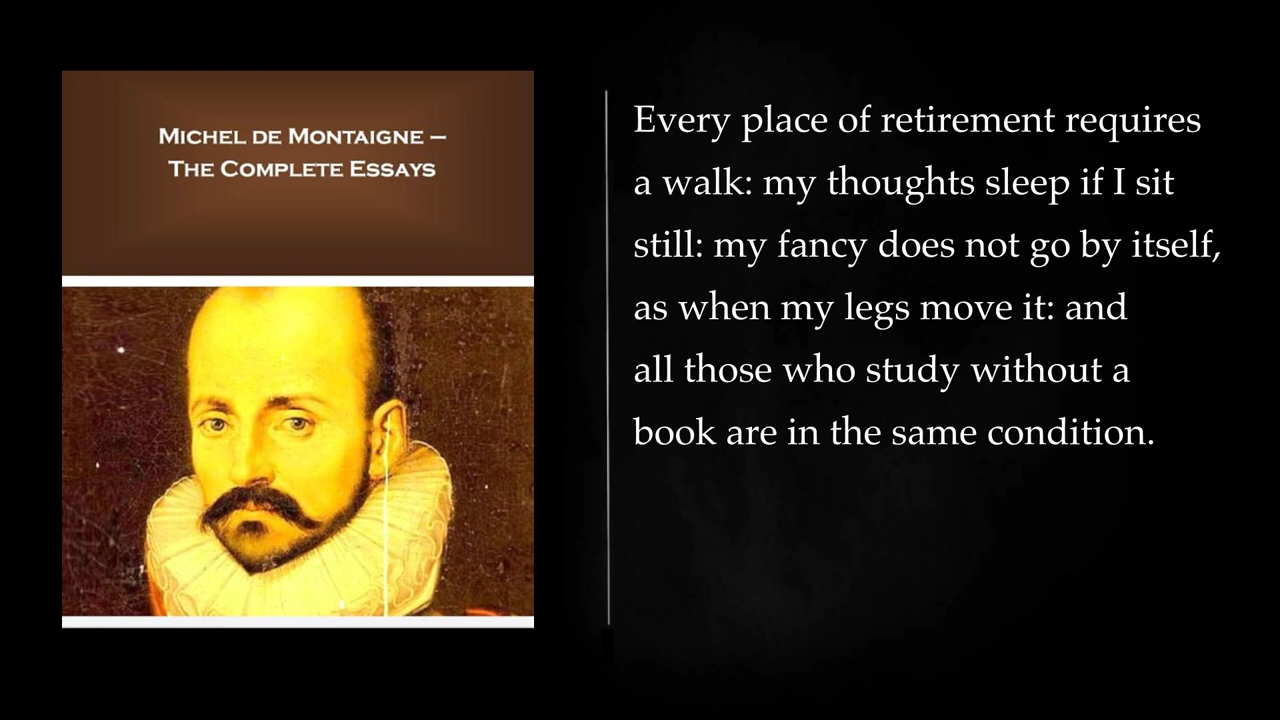 MICHEL DE MONTAIGNE –
THE COMPLETE ESSAYS
Every place of retirement requires
a walk: my thoughts sleep if I sit
still: my fancy does not go by itself,
as when my legs move it: and
all those who study without a
book are in the same condition.